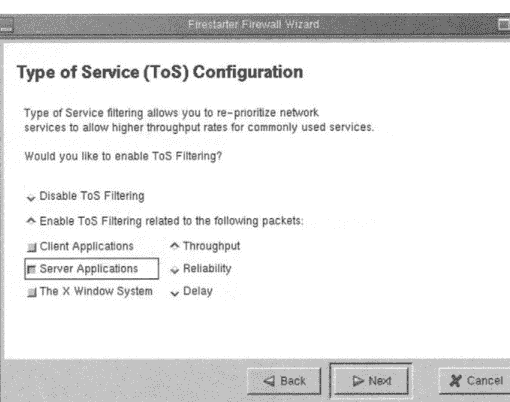 Firestarter Firewall Wizard
Type of Service (ToS) Configuration
Type of Service filtering allows you to re-prioritize network
services to allow higher throughput rates for commonly used services.
Would you like to enable ToS Filtering?
Disable ToS Filtering
Enable ToS Filtering related to the following packets:
Client Applications Throughput
Server Applications Reliability
The X Window System Delay
Back Next Cancel